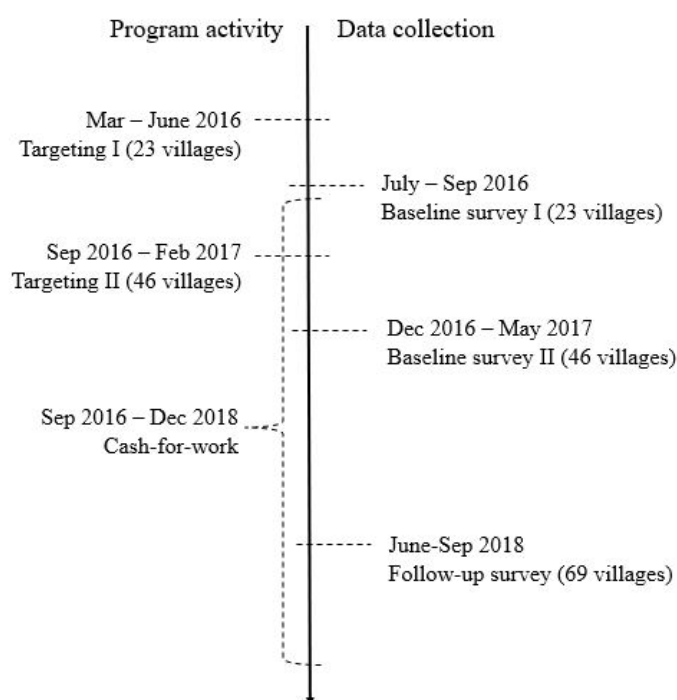 Program activity
Data collection
Mar – June 2016
Targeting I (23 villages)
July – Sep 2016
Baseline survey I (23 villages)
Sep 2016 – Feb 2017
Targeting II (46 villages)
Dec 2016 – May 2017
Baseline survey II (46 villages)
Sep 2016 – Dec 2018
Cash-for-work
June-Sep 2018
Follow-up survey (69 villages)